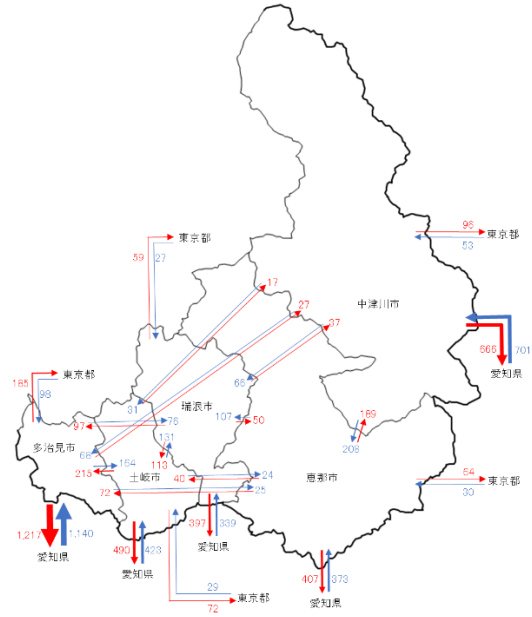 96
東京都
53
59
27
東京都
17
27
37
中津川市
566
701
愛知県
185
東京都
98
66
31
瑞浪市
76
97
107
50
189
208
多治見市
68
131
113
164
215
土岐市
40
24
72
25
恵那市
64
東京都
30
1,217
1,140
愛知県
490
423
愛知県
397
339
愛知県
29
東京都
72
407
373
愛知県